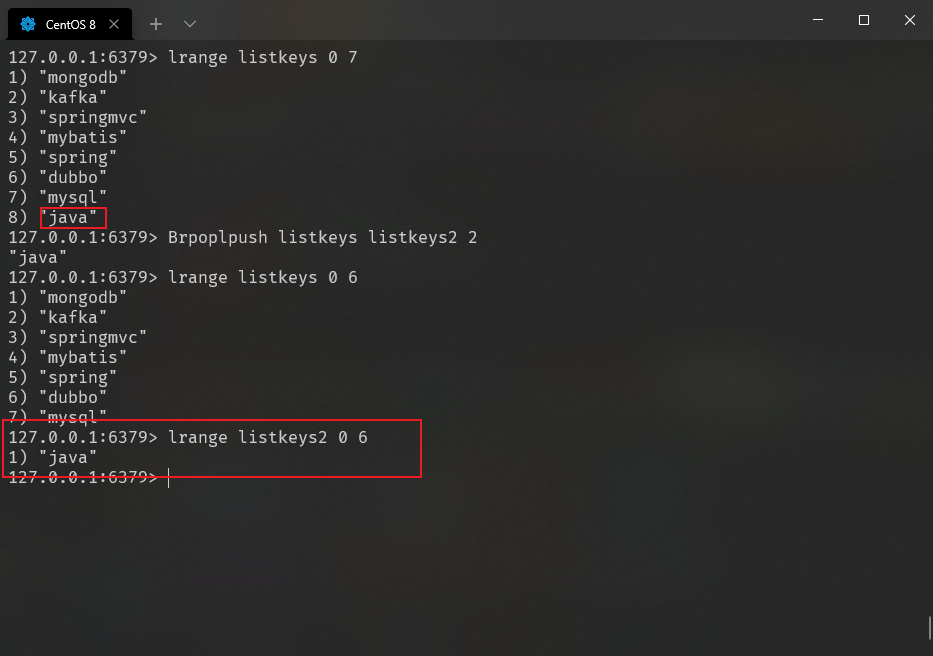 CentOS 8
127.0.0.1:6379> lrange listkeys 0 7
1) "mongodb"
2) "kafka"
3) "springmvc"
4) "mybatis"
5) "spring"
6) "dubbo"
7) "mysql"
8) "java"
127.0.0.1:6379> Brpoplpush listkeys listkeys2 2
"java"
127.0.0.1:6379> lrange listkeys 0 6
1) "mongodb"
2) "kafka"
3) "springmvc"
4) "mybatis"
5) "spring"
6) "dubbo"
7) "mysql"
127.0.0.1:6379> lrange listkeys2 0 6
1) "java"
127.0.0.1:6379>